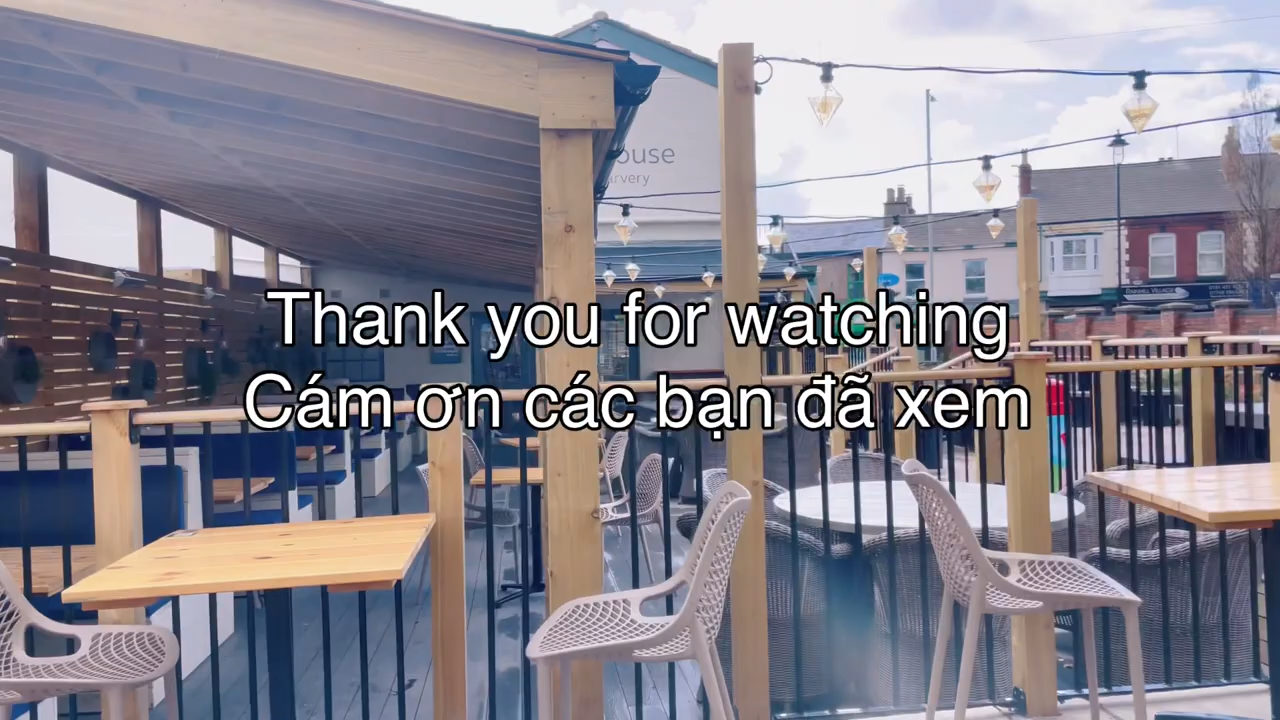 ouse
arvery
Thank you for watching
Cám ơn các bạn đã xem